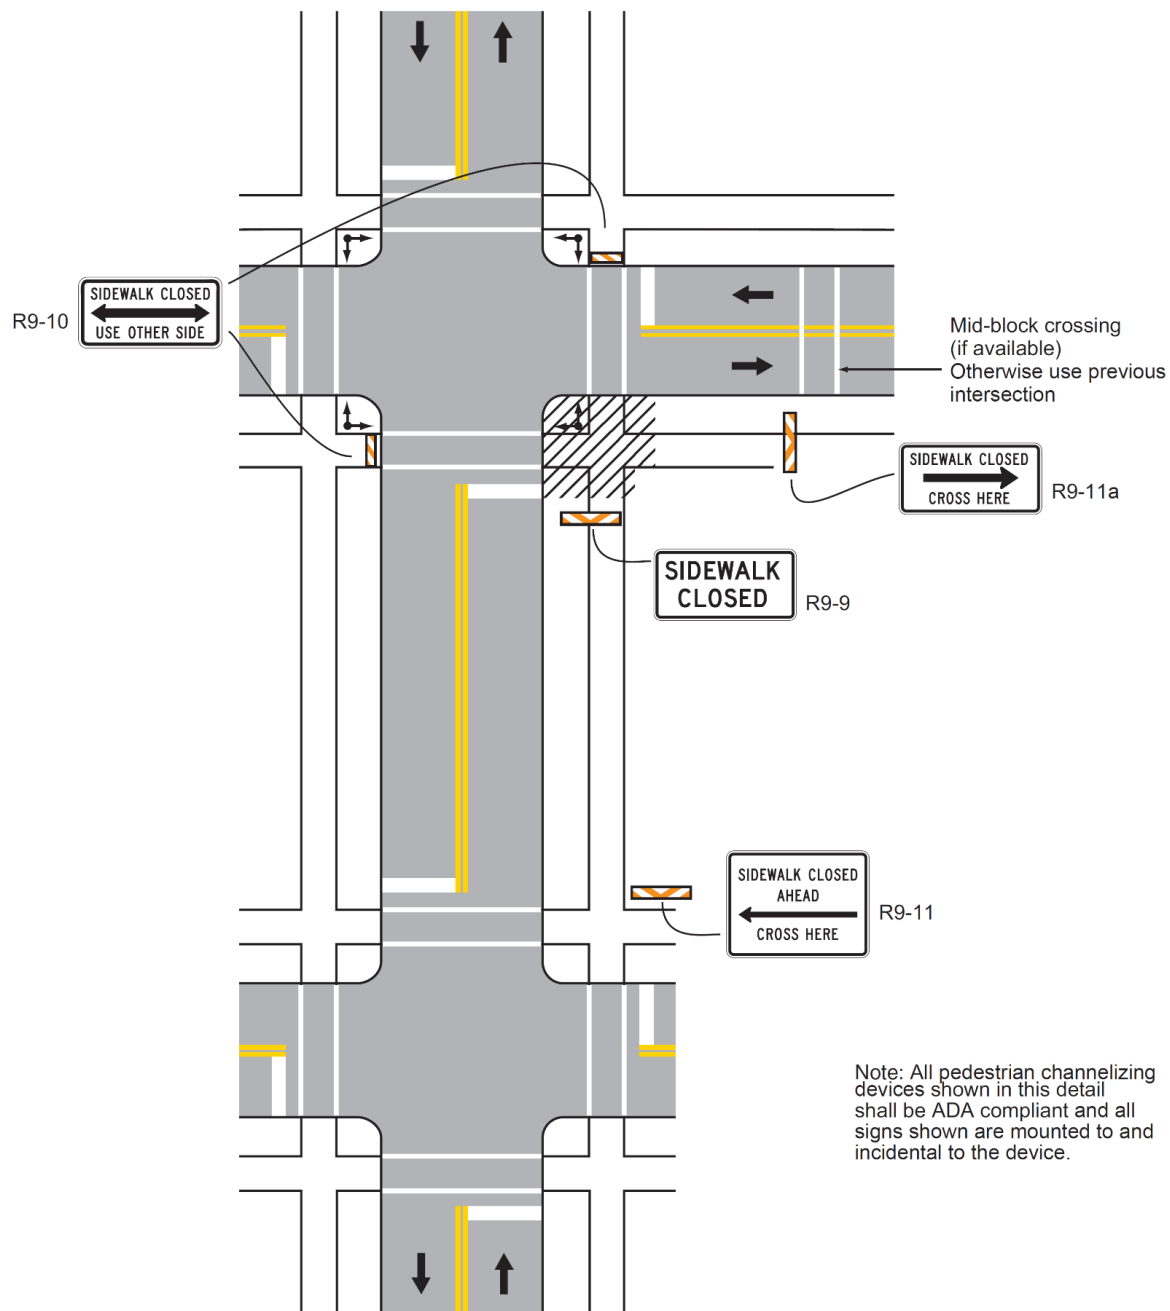 SIDEWALK CLOSED
USE OTHER SIDE
R9-10
Mid-block crossing
(if available)
Otherwise use previous
intersection
SIDEWALK CLOSED
CROSS HERE
R9-11a
SIDEWALK
CLOSED
R9-9
SIDEWALK CLOSED
AHEAD
CROSS HERE
R9-11
Note: All pedestrian channelizing
devices shown in this detail
shall be ADA compliant and all
signs shown are mounted to and
incidental to the device.